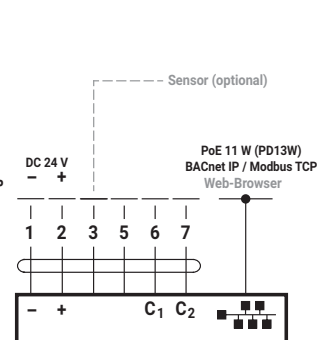 Sensor (optional)
PoE 11 W (PD13W)
DC 24 V
BACnet IP / Modbus TCP
– +
Web-Browser
1 2 3 5 6 7
– + C1 C2